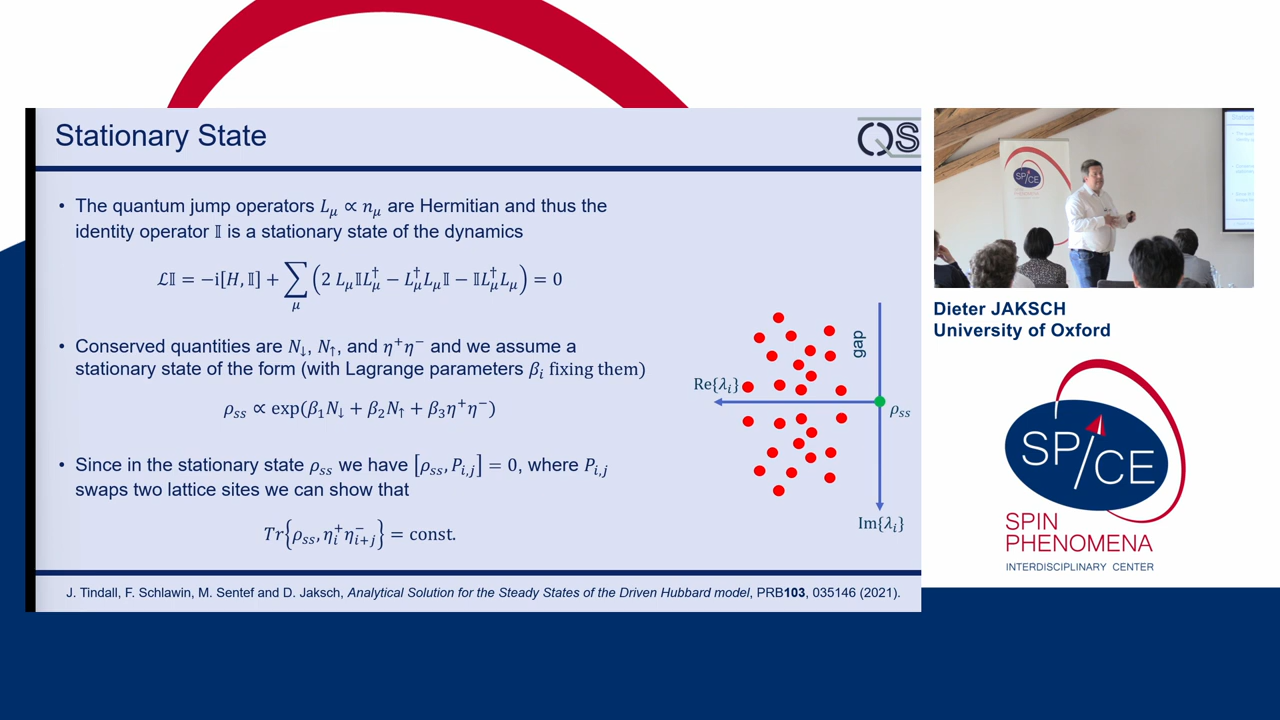 Stationary State
QS
• The quantum jump operators 𝐿𝜇 ∝ 𝑛𝜇 are Hermitian and thus the
identity operator 𝕀 is a stationary state of the dynamics
ℒ𝕀 = −i[𝐻, 𝕀] + ∑𝜇 (2 𝐿𝜇𝕀𝐿𝜇† − 𝐿𝜇†𝐿𝜇𝕀 − 𝕀𝐿𝜇†𝐿𝜇) = 0
• Conserved quantities are 𝑁↓, 𝑁↑, and 𝜂⁺𝜂⁻ and we assume a
stationary state of the form (with Lagrange parameters 𝛽𝑖 fixing them)
𝜌𝑠𝑠 ∝ exp(𝛽₁𝑁↓ + 𝛽₂𝑁↑ + 𝛽₃𝜂⁺𝜂⁻)
• Since in the stationary state 𝜌𝑠𝑠 we have [𝜌𝑠𝑠, 𝑃𝑖,𝑗] = 0, where 𝑃𝑖,𝑗
swaps two lattice sites we can show that
𝑇𝑟{𝜌𝑠𝑠, 𝜂𝑖⁺𝜂𝑖+𝑗⁻} = const.
gap
Re{𝜆𝑖}
𝜌𝑠𝑠
Im{𝜆𝑖}
J. Tindall, F. Schlawin, M. Sentef and D. Jaksch, Analytical Solution for the Steady States of the Driven Hubbard model, PRB103, 035146 (2021).
SP/CE
Dieter JAKSCH
University of Oxford
SP/CE
SPIN
PHENOMENA
INTERDISCIPLINARY CENTER